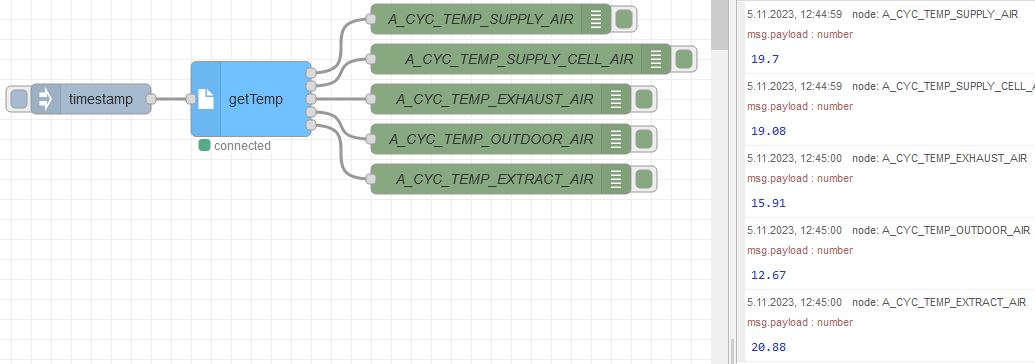 A_CYC_TEMP_SUPPLY_AIR
A_CYC_TEMP_SUPPLY_CELL_AIR
timestamp
getTemp
A_CYC_TEMP_EXHAUST_AIR
A_CYC_TEMP_OUTDOOR_AIR
connected
A_CYC_TEMP_EXTRACT_AIR
5.11.2023, 12:44:59 node: A_CYC_TEMP_SUPPLY_AIR
msg.payload : number
19.7
5.11.2023, 12:44:59 node: A_CYC_TEMP_SUPPLY_CELL_A
msg.payload : number
19.08
5.11.2023, 12:45:00 node: A_CYC_TEMP_EXHAUST_AIR
msg.payload : number
15.91
5.11.2023, 12:45:00 node: A_CYC_TEMP_OUTDOOR_AIR
msg.payload : number
12.67
5.11.2023, 12:45:00 node: A_CYC_TEMP_EXTRACT_AIR
msg.payload : number
20.88